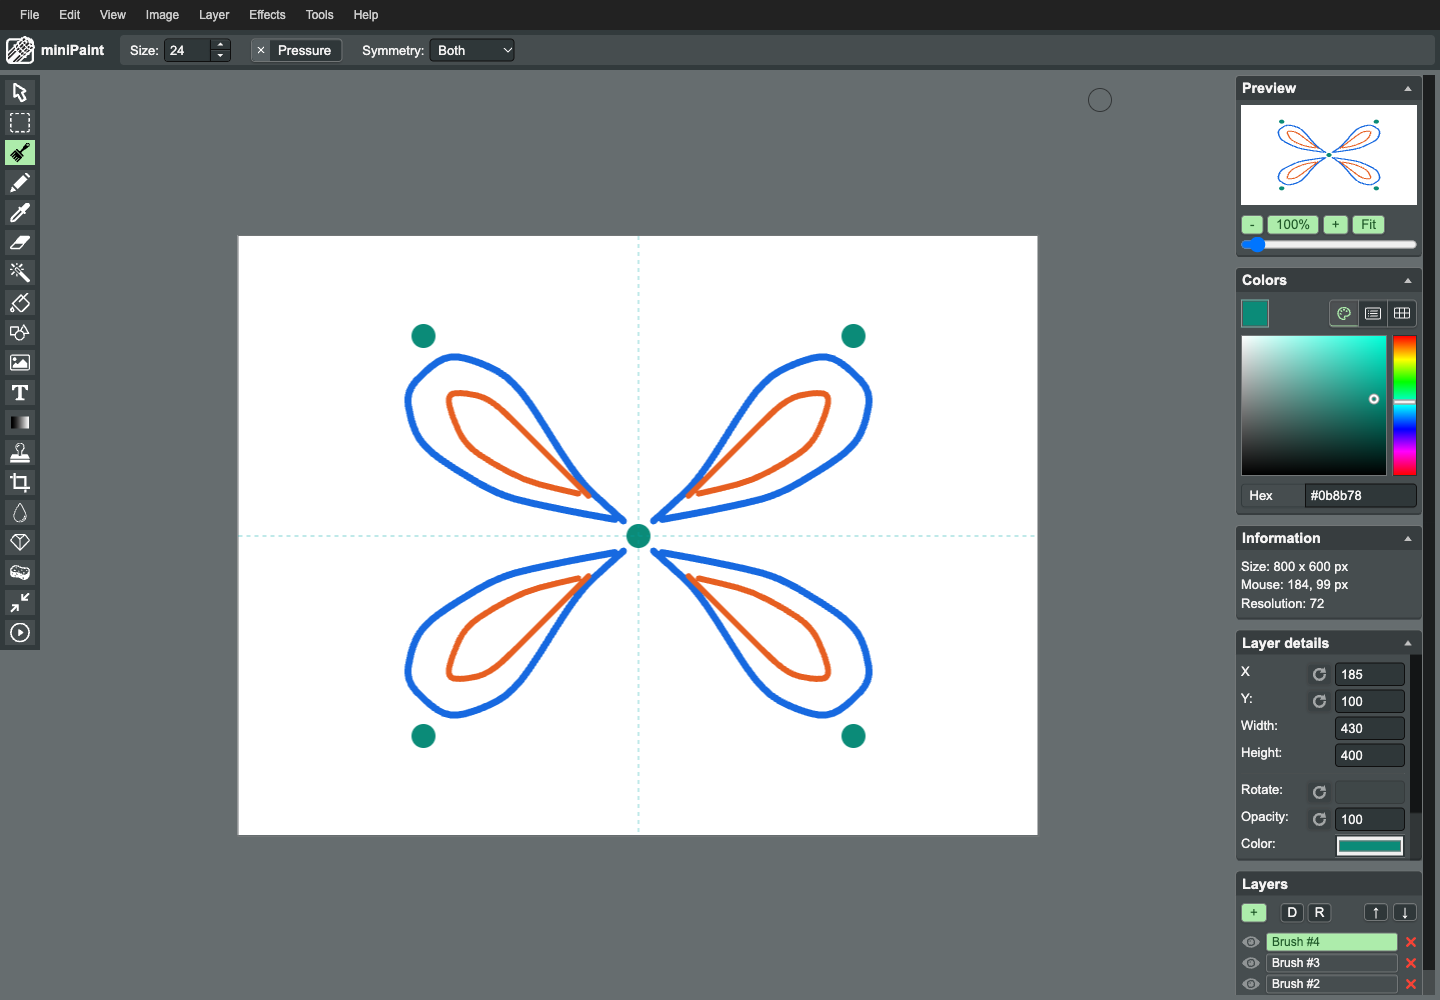 File Edit View Image Layer Effects Tools Help
miniPaint Size: 24 × Pressure Symmetry: Both
Preview
- 100% + Fit
Colors
Hex #0b8b78
Information
Size: 800 x 600 px
Mouse: 184, 99 px
Resolution: 72
Layer details
X 185
Y: 100
Width: 430
Height: 400
Rotate:
Opacity: 100
Color:
Layers
+ D R ↑ ↓
Brush #4
Brush #3
Brush #2